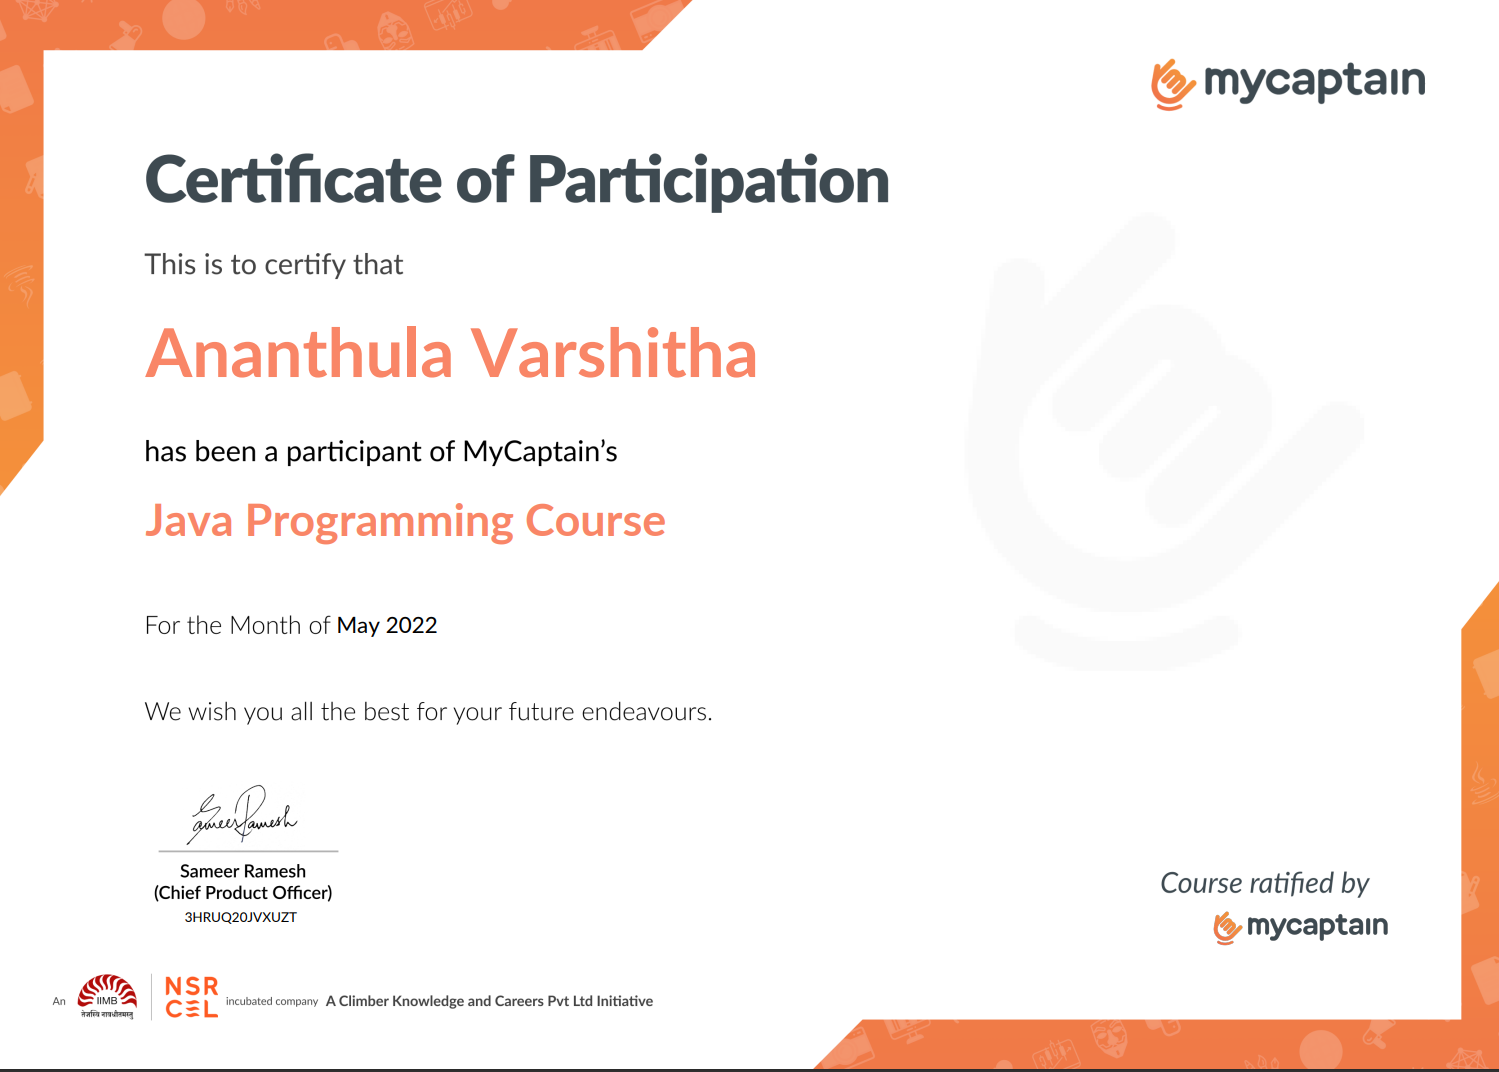 mycaptain
Certificate of Participation
This is to certify that
Ananthula Varshitha
has been a participant of MyCaptain’s
Java Programming Course
For the Month of May 2022
We wish you all the best for your future endeavours.
Sameer Ramesh
Sameer Ramesh
(Chief Product Officer)
3HRUQ20JVXUZT
Course ratified by
mycaptain
An IIMB तेजस्वि नावधीतमस्तु NSRCEL incubated company A Climber Knowledge and Careers Pvt Ltd Initiative